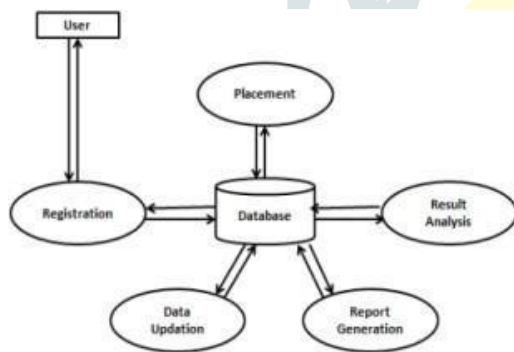 User
Placement
Registration
Database
Result
Analysis
Data
Updation
Report
Generation